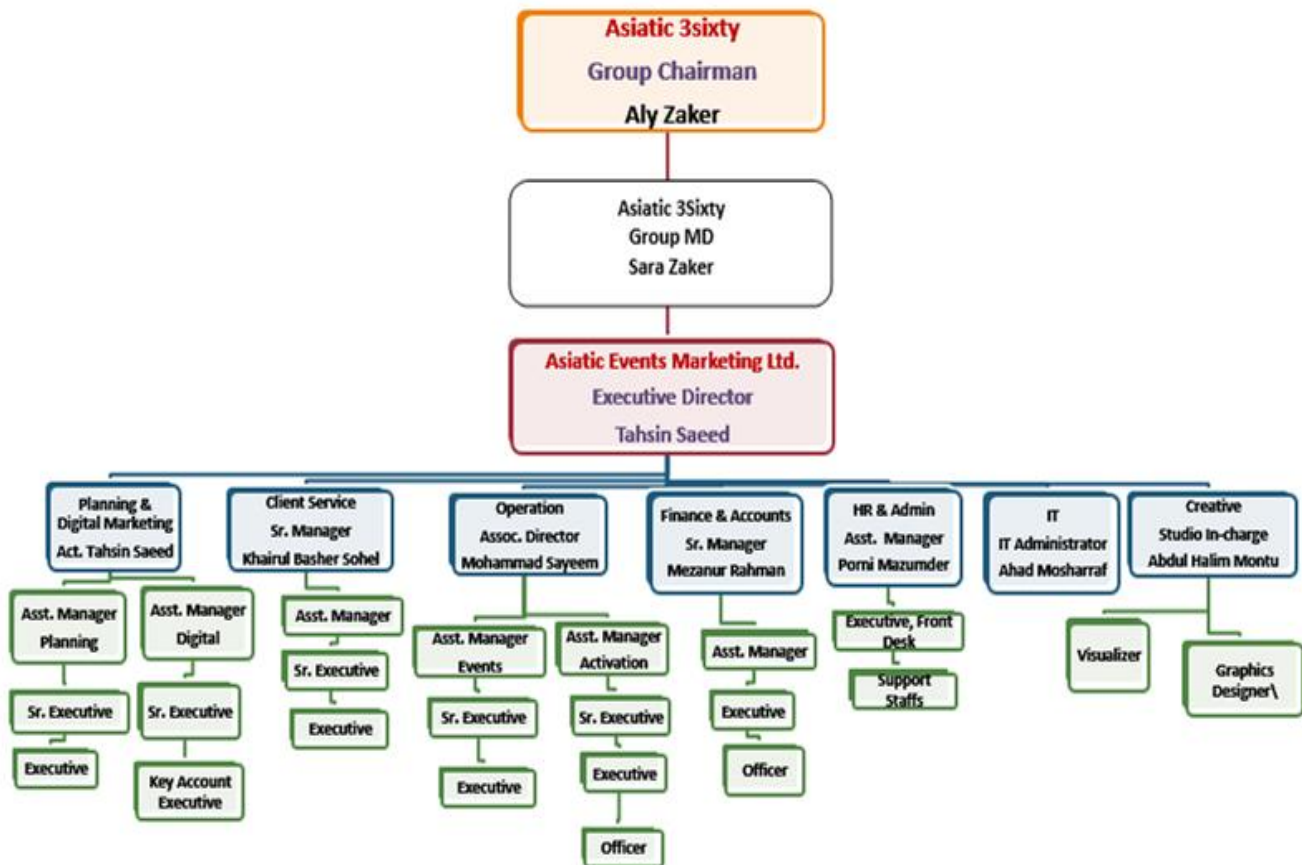 Asiatic 3sixty
Group Chairman
Aly Zaker
Asiatic 3Sixty
Group MD
Sara Zaker
Asiatic Events Marketing Ltd.
Executive Director
Tahsin Saeed
Planning &
Digital Marketing
Act. Tahsin Saeed
Client Service
Sr. Manager
Khairul Basher Sohel
Operation
Assoc. Director
Mohammad Sayeem
Finance & Accounts
Sr. Manager
Mezanur Rahman
HR & Admin
Asst. Manager
Porni Mazumder
IT
IT Administrator
Ahad Mosharraf
Creative
Studio In-charge
Abdul Halim Montu
Asst. Manager
Planning
Sr. Executive
Executive
Asst. Manager
Digital
Sr. Executive
Key Account
Executive
Asst. Manager
Sr. Executive
Executive
Asst. Manager
Events
Sr. Executive
Executive
Asst. Manager
Activation
Sr. Executive
Executive
Officer
Asst. Manager
Executive
Officer
Executive, Front
Desk
Support
Staffs
Visualizer
Graphics
Designer\